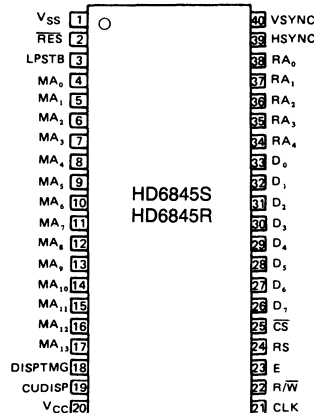 V_SS 1 40 VSYNC
R̅E̅S̅ 2 39 HSYNC
LPSTB 3 38 RA₀
MA₀ 4 37 RA₁
MA₁ 5 36 RA₂
MA₂ 6 35 RA₃
MA₃ 7 34 RA₄
MA₄ 8 33 D₀
MA₅ 9 32 D₁
MA₆ 10 31 D₂
MA₇ 11 30 D₃
MA₈ 12 29 D₄
MA₉ 13 28 D₅
MA₁₀ 14 27 D₆
MA₁₁ 15 26 D₇
MA₁₂ 16 25 C̅S̅
MA₁₃ 17 24 RS
DISPTMG 18 23 E
CUDISP 19 22 R/W̅
V_CC 20 21 CLK
HD6845S
HD6845R